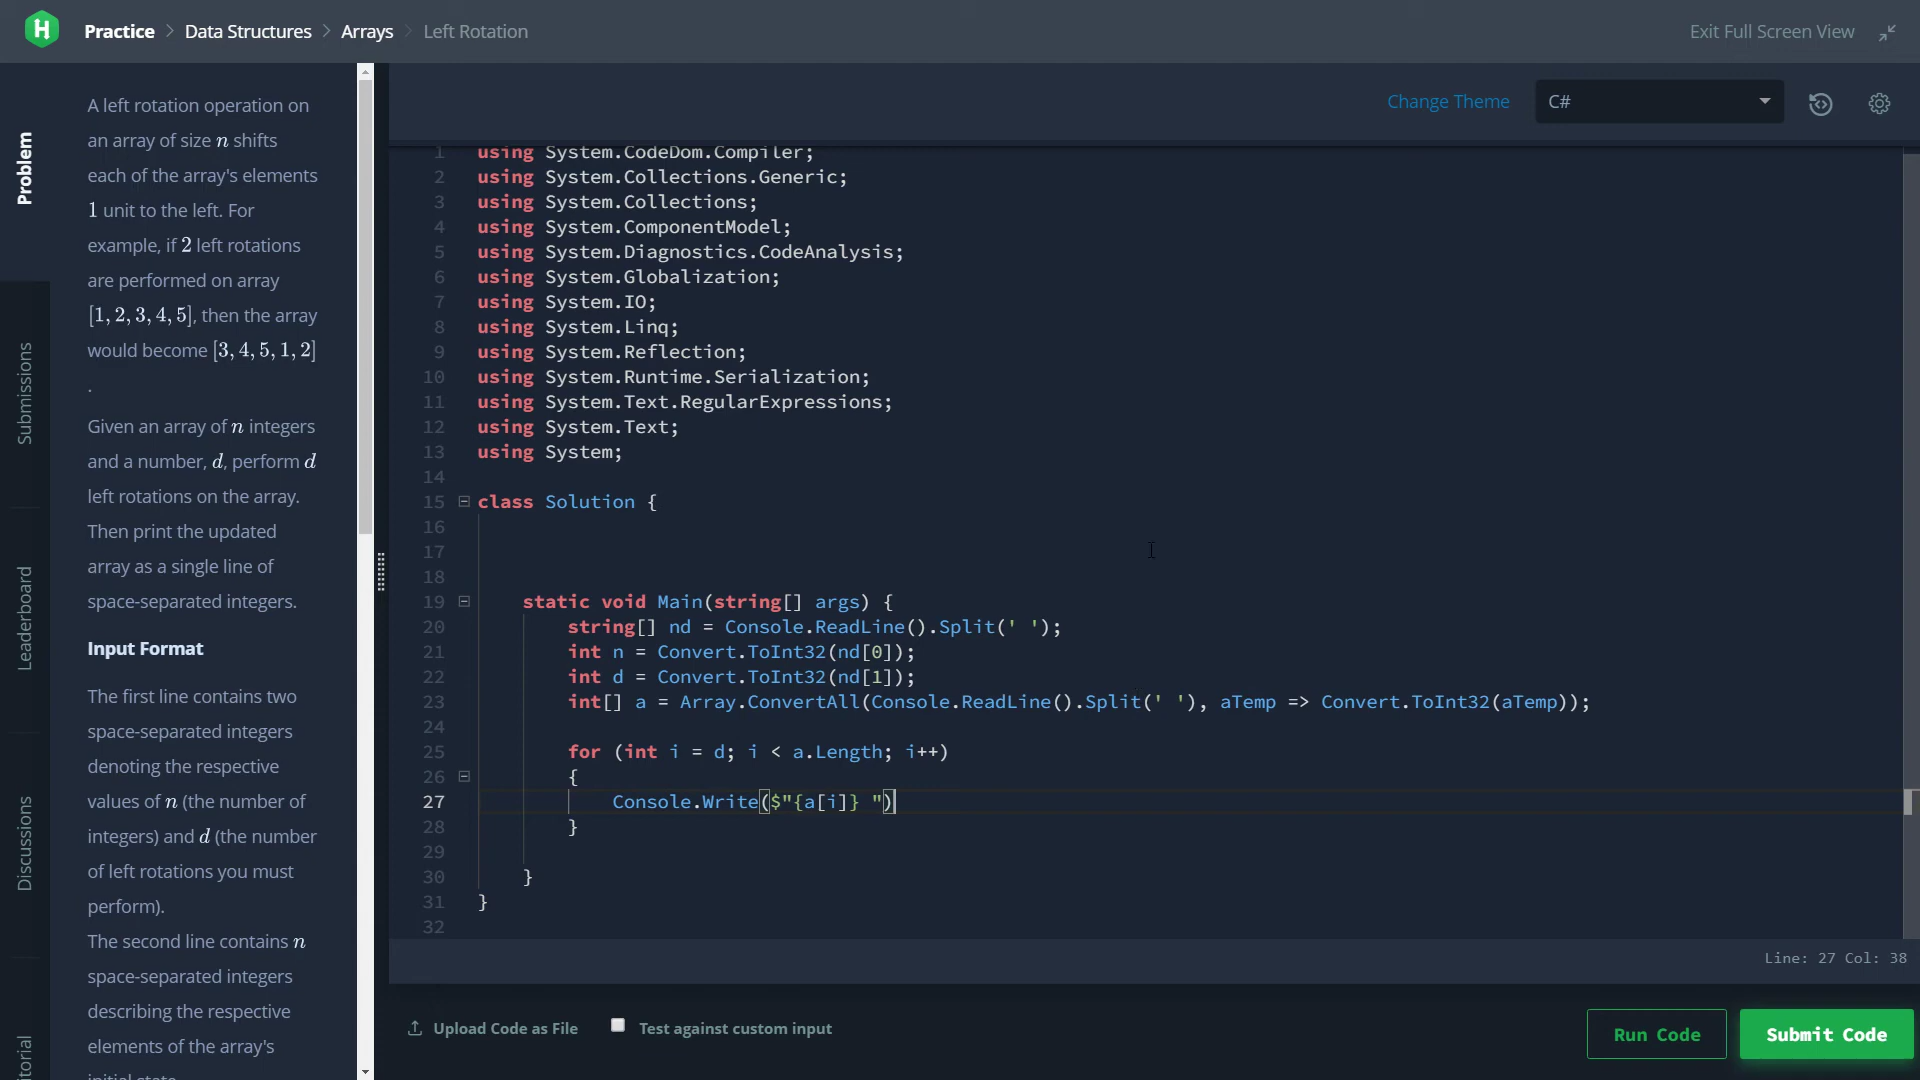 H Practice > Data Structures > Arrays > Left Rotation
Exit Full Screen View
Problem
Submissions
Leaderboard
Discussions
A left rotation operation on
an array of size n shifts
each of the array's elements
1 unit to the left. For
example, if 2 left rotations
are performed on array
[1, 2, 3, 4, 5], then the array
would become [3, 4, 5, 1, 2]
.
Given an array of n integers
and a number, d, perform d
left rotations on the array.
Then print the updated
array as a single line of
space-separated integers.
Input Format
The first line contains two
space-separated integers
denoting the respective
values of n (the number of
integers) and d (the number
of left rotations you must
perform).
The second line contains n
space-separated integers
describing the respective
elements of the array's
Change Theme
C#
1 using System.CodeDom.Compiler;
2 using System.Collections.Generic;
3 using System.Collections;
4 using System.ComponentModel;
5 using System.Diagnostics.CodeAnalysis;
6 using System.Globalization;
7 using System.IO;
8 using System.Linq;
9 using System.Reflection;
10 using System.Runtime.Serialization;
11 using System.Text.RegularExpressions;
12 using System.Text;
13 using System;
14
15 class Solution {
16
17
18
19 static void Main(string[] args) {
20 string[] nd = Console.ReadLine().Split(' ');
21 int n = Convert.ToInt32(nd[0]);
22 int d = Convert.ToInt32(nd[1]);
23 int[] a = Array.ConvertAll(Console.ReadLine().Split(' '), aTemp => Convert.ToInt32(aTemp));
24
25 for (int i = d; i < a.Length; i++)
26 {
27 Console.Write($"{a[i]} ")
28 }
29
30 }
31 }
32
Line: 27 Col: 38
Upload Code as File
Test against custom input
Run Code
Submit Code